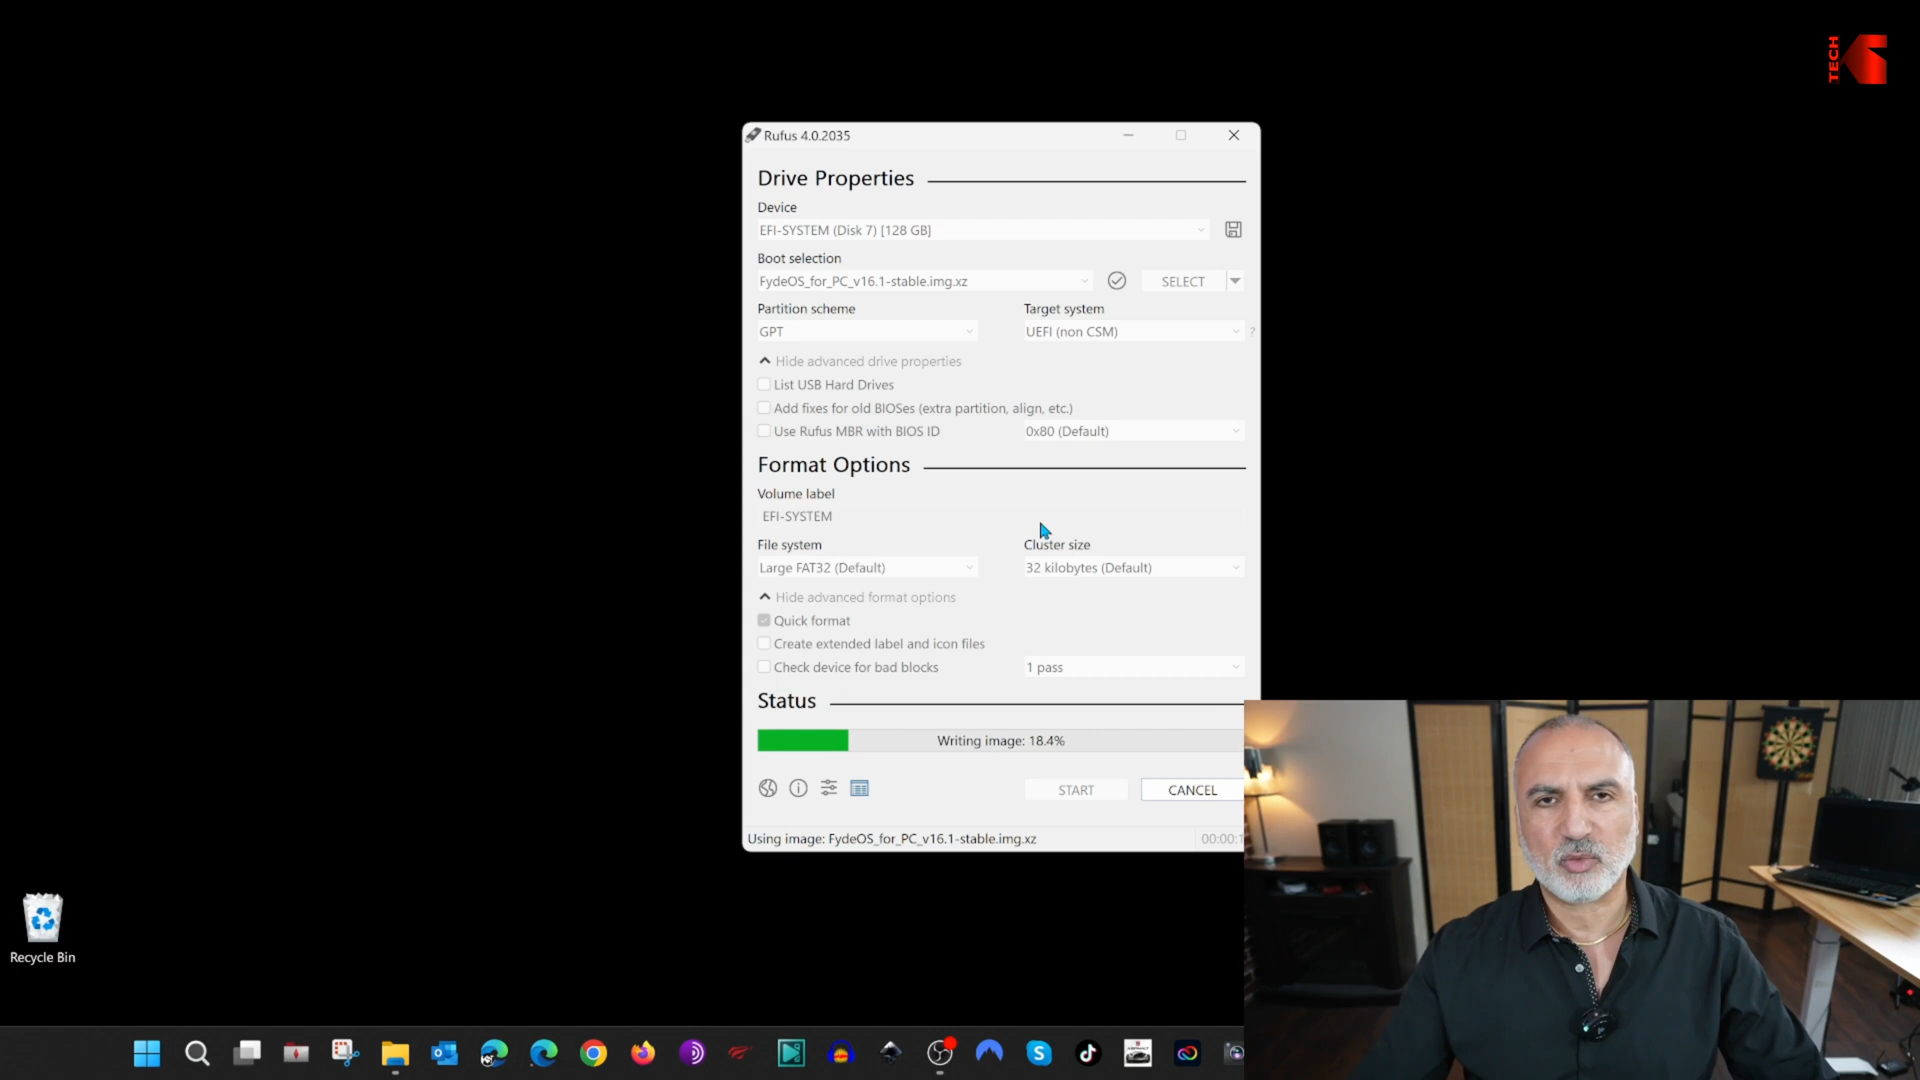 TECH
Rufus 4.0.2035
Drive Properties
Device
EFI-SYSTEM (Disk 7) [128 GB]
Boot selection
FydeOS_for_PC_v16.1-stable.img.xz
SELECT
Partition scheme
Target system
GPT
UEFI (non CSM)
?
Hide advanced drive properties
List USB Hard Drives
Add fixes for old BIOSes (extra partition, align, etc.)
Use Rufus MBR with BIOS ID
0x80 (Default)
Format Options
Volume label
EFI-SYSTEM
File system
Cluster size
Large FAT32 (Default)
32 kilobytes (Default)
Hide advanced format options
Quick format
Create extended label and icon files
Check device for bad blocks
1 pass
Status
Writing image: 18.4%
START
CANCEL
Using image: FydeOS_for_PC_v16.1-stable.img.xz
00:00:1
Recycle Bin